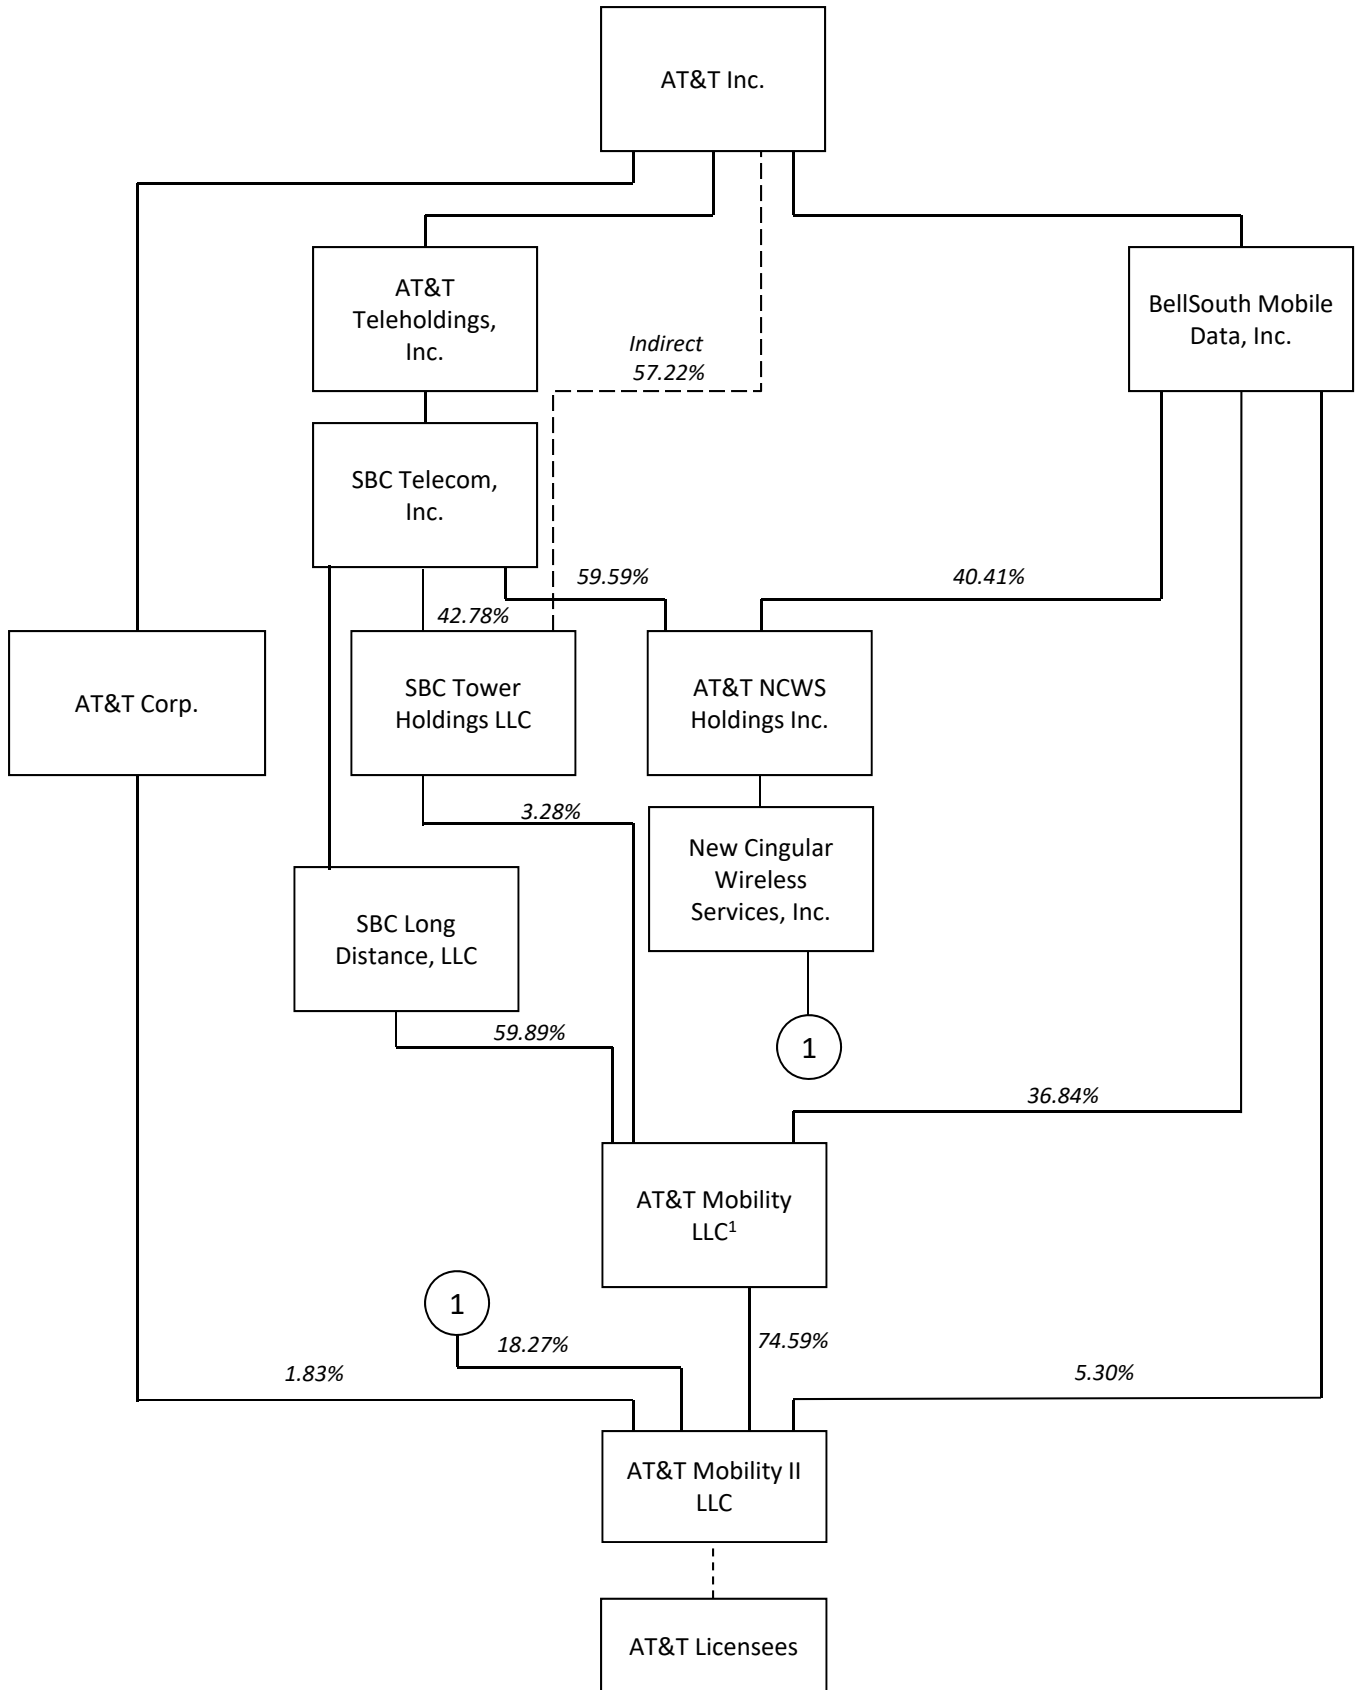 AT&T Inc.
AT&T
Teleholdings,
Inc.
BellSouth Mobile
Data, Inc.
Indirect
57.22%
SBC Telecom,
Inc.
59.59%
40.41%
42.78%
AT&T Corp.
SBC Tower
Holdings LLC
AT&T NCWS
Holdings Inc.
3.28%
New Cingular
Wireless
Services, Inc.
SBC Long
Distance, LLC
59.89%
1
36.84%
AT&T Mobility
LLC¹
1
18.27%
74.59%
1.83%
5.30%
AT&T Mobility II
LLC
AT&T Licensees